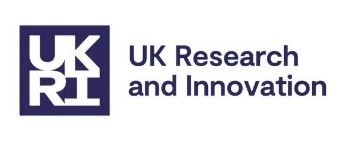 UK
RI
UK Research
and Innovation